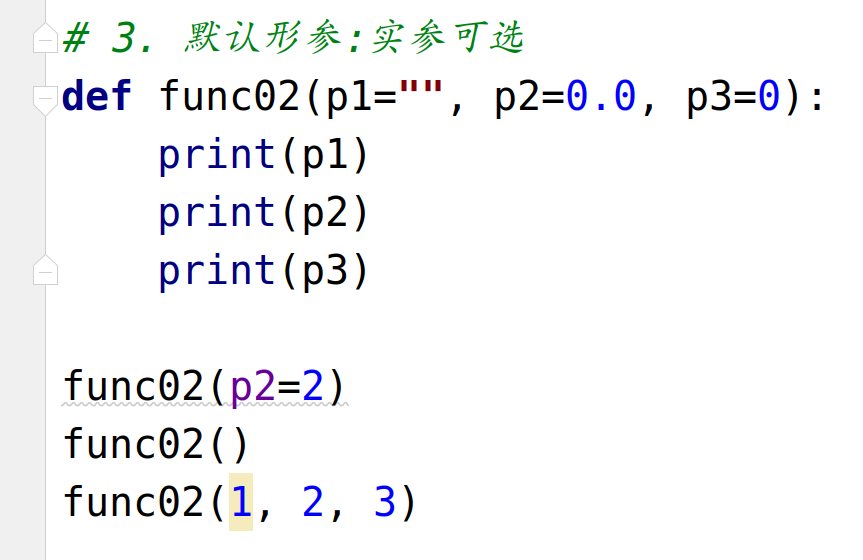 # 3. 默认形参:实参可选
def func02(p1="", p2=0.0, p3=0):
    print(p1)
    print(p2)
    print(p3)
func02(p2=2)
func02()
func02(1, 2, 3)